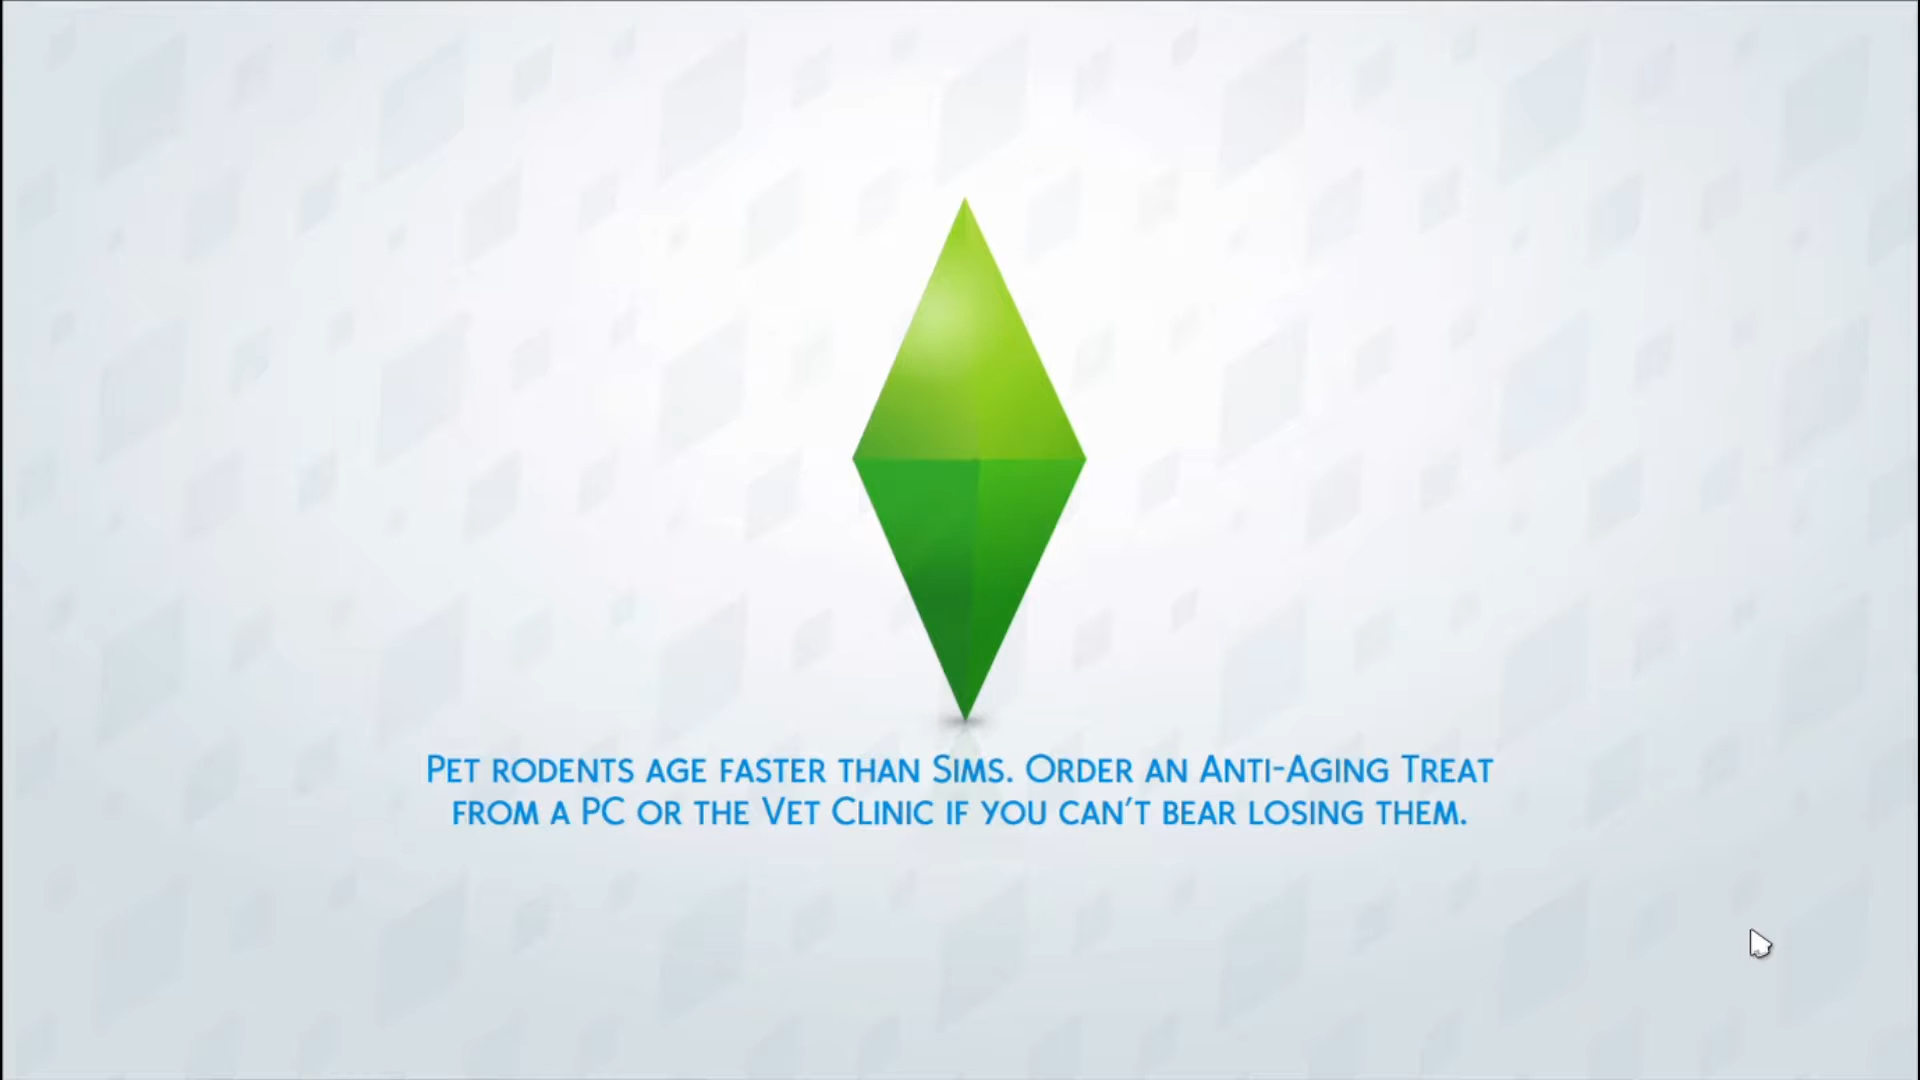 Pet rodents age faster than Sims. Order an Anti-Aging Treat
from a PC or the Vet Clinic if you can't bear losing them.